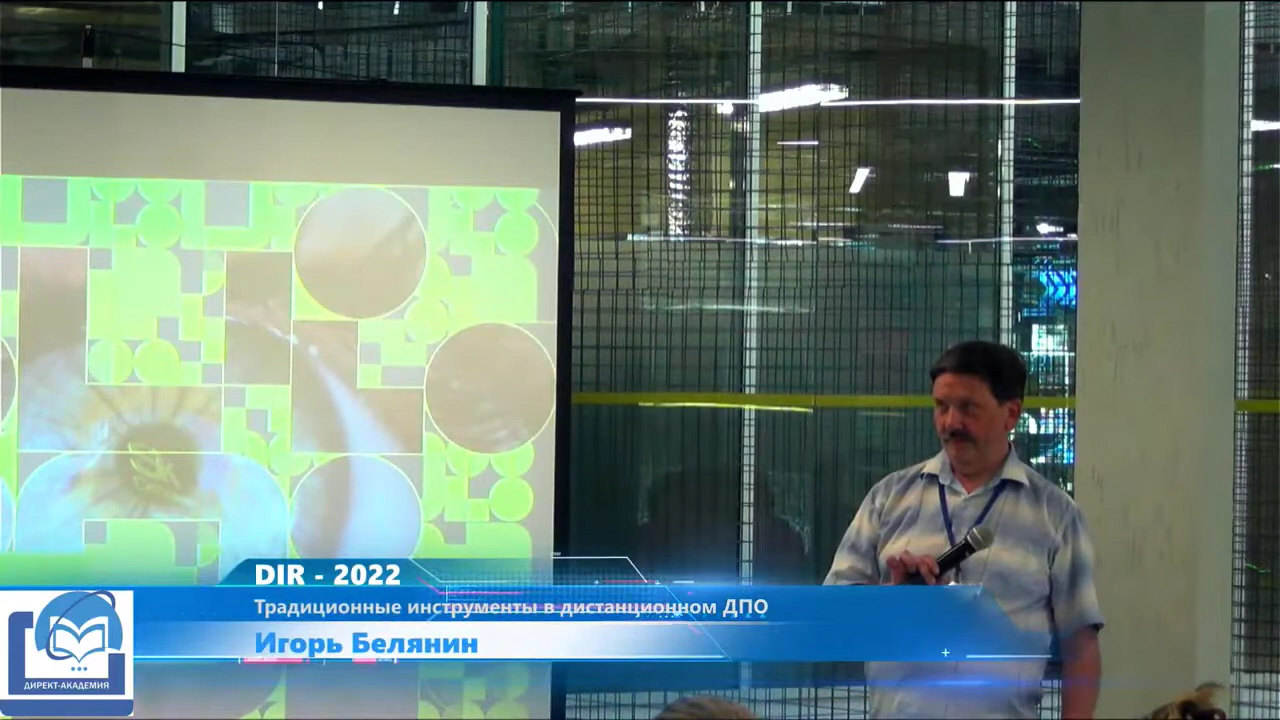 DIR - 2022
Традиционные инструменты в дистанционном ДПО
Игорь Белянин
ДИРЕКТ-АКАДЕМИЯ